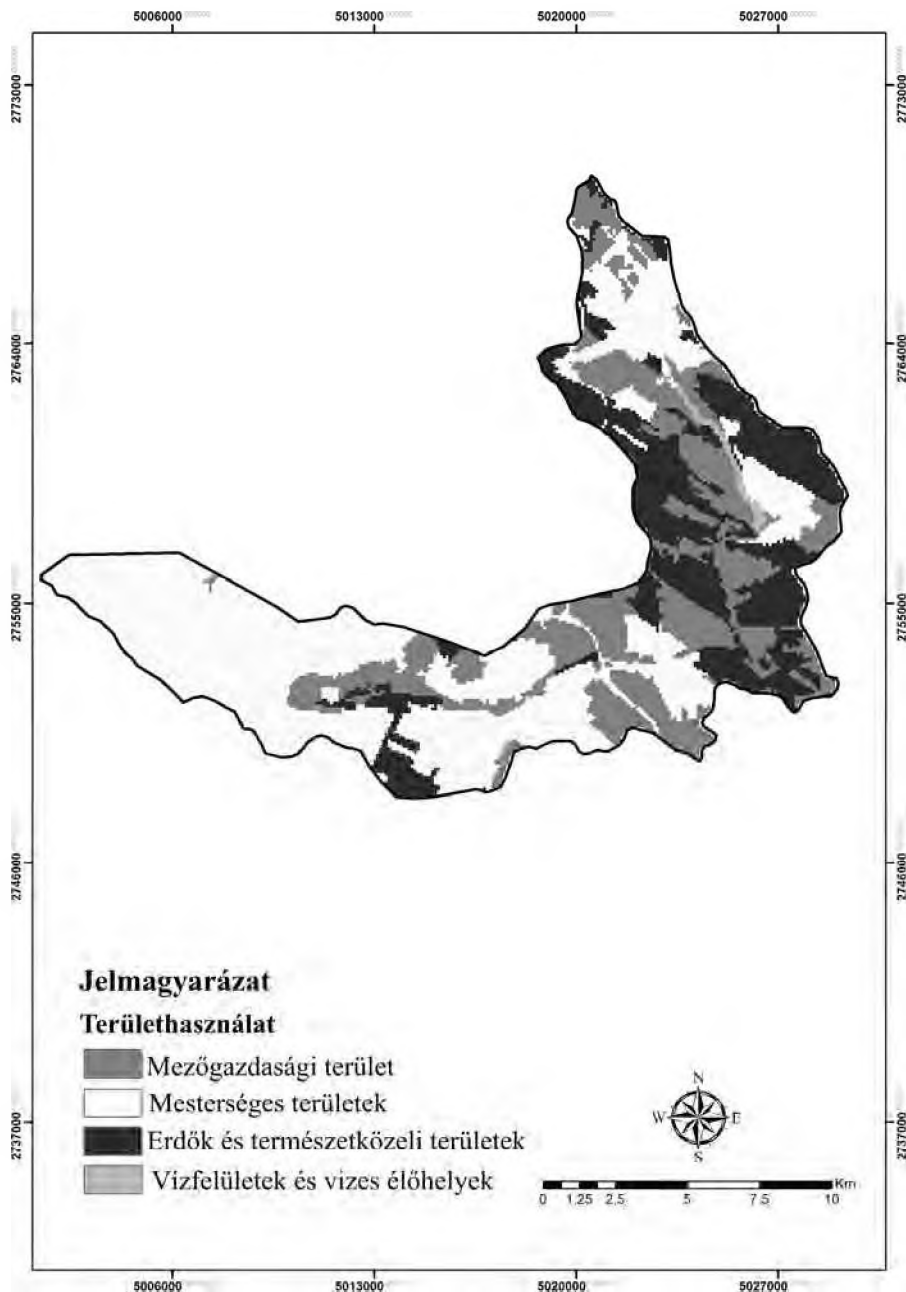 5006000 5013000 5020000 5027000
2773000 2773000
2764000 2764000
2755000 2755000
2746000 2746000
2737000 2737000
Jelmagyarázat
Területhasználat
Mezőgazdasági terület
Mesterséges területek
Erdők és természetközeli területek
Vízfelületek és vizes élőhelyek
N
W E
S
Km
0 1.25 2.5 5 7.5 10
5006000 5013000 5020000 5027000